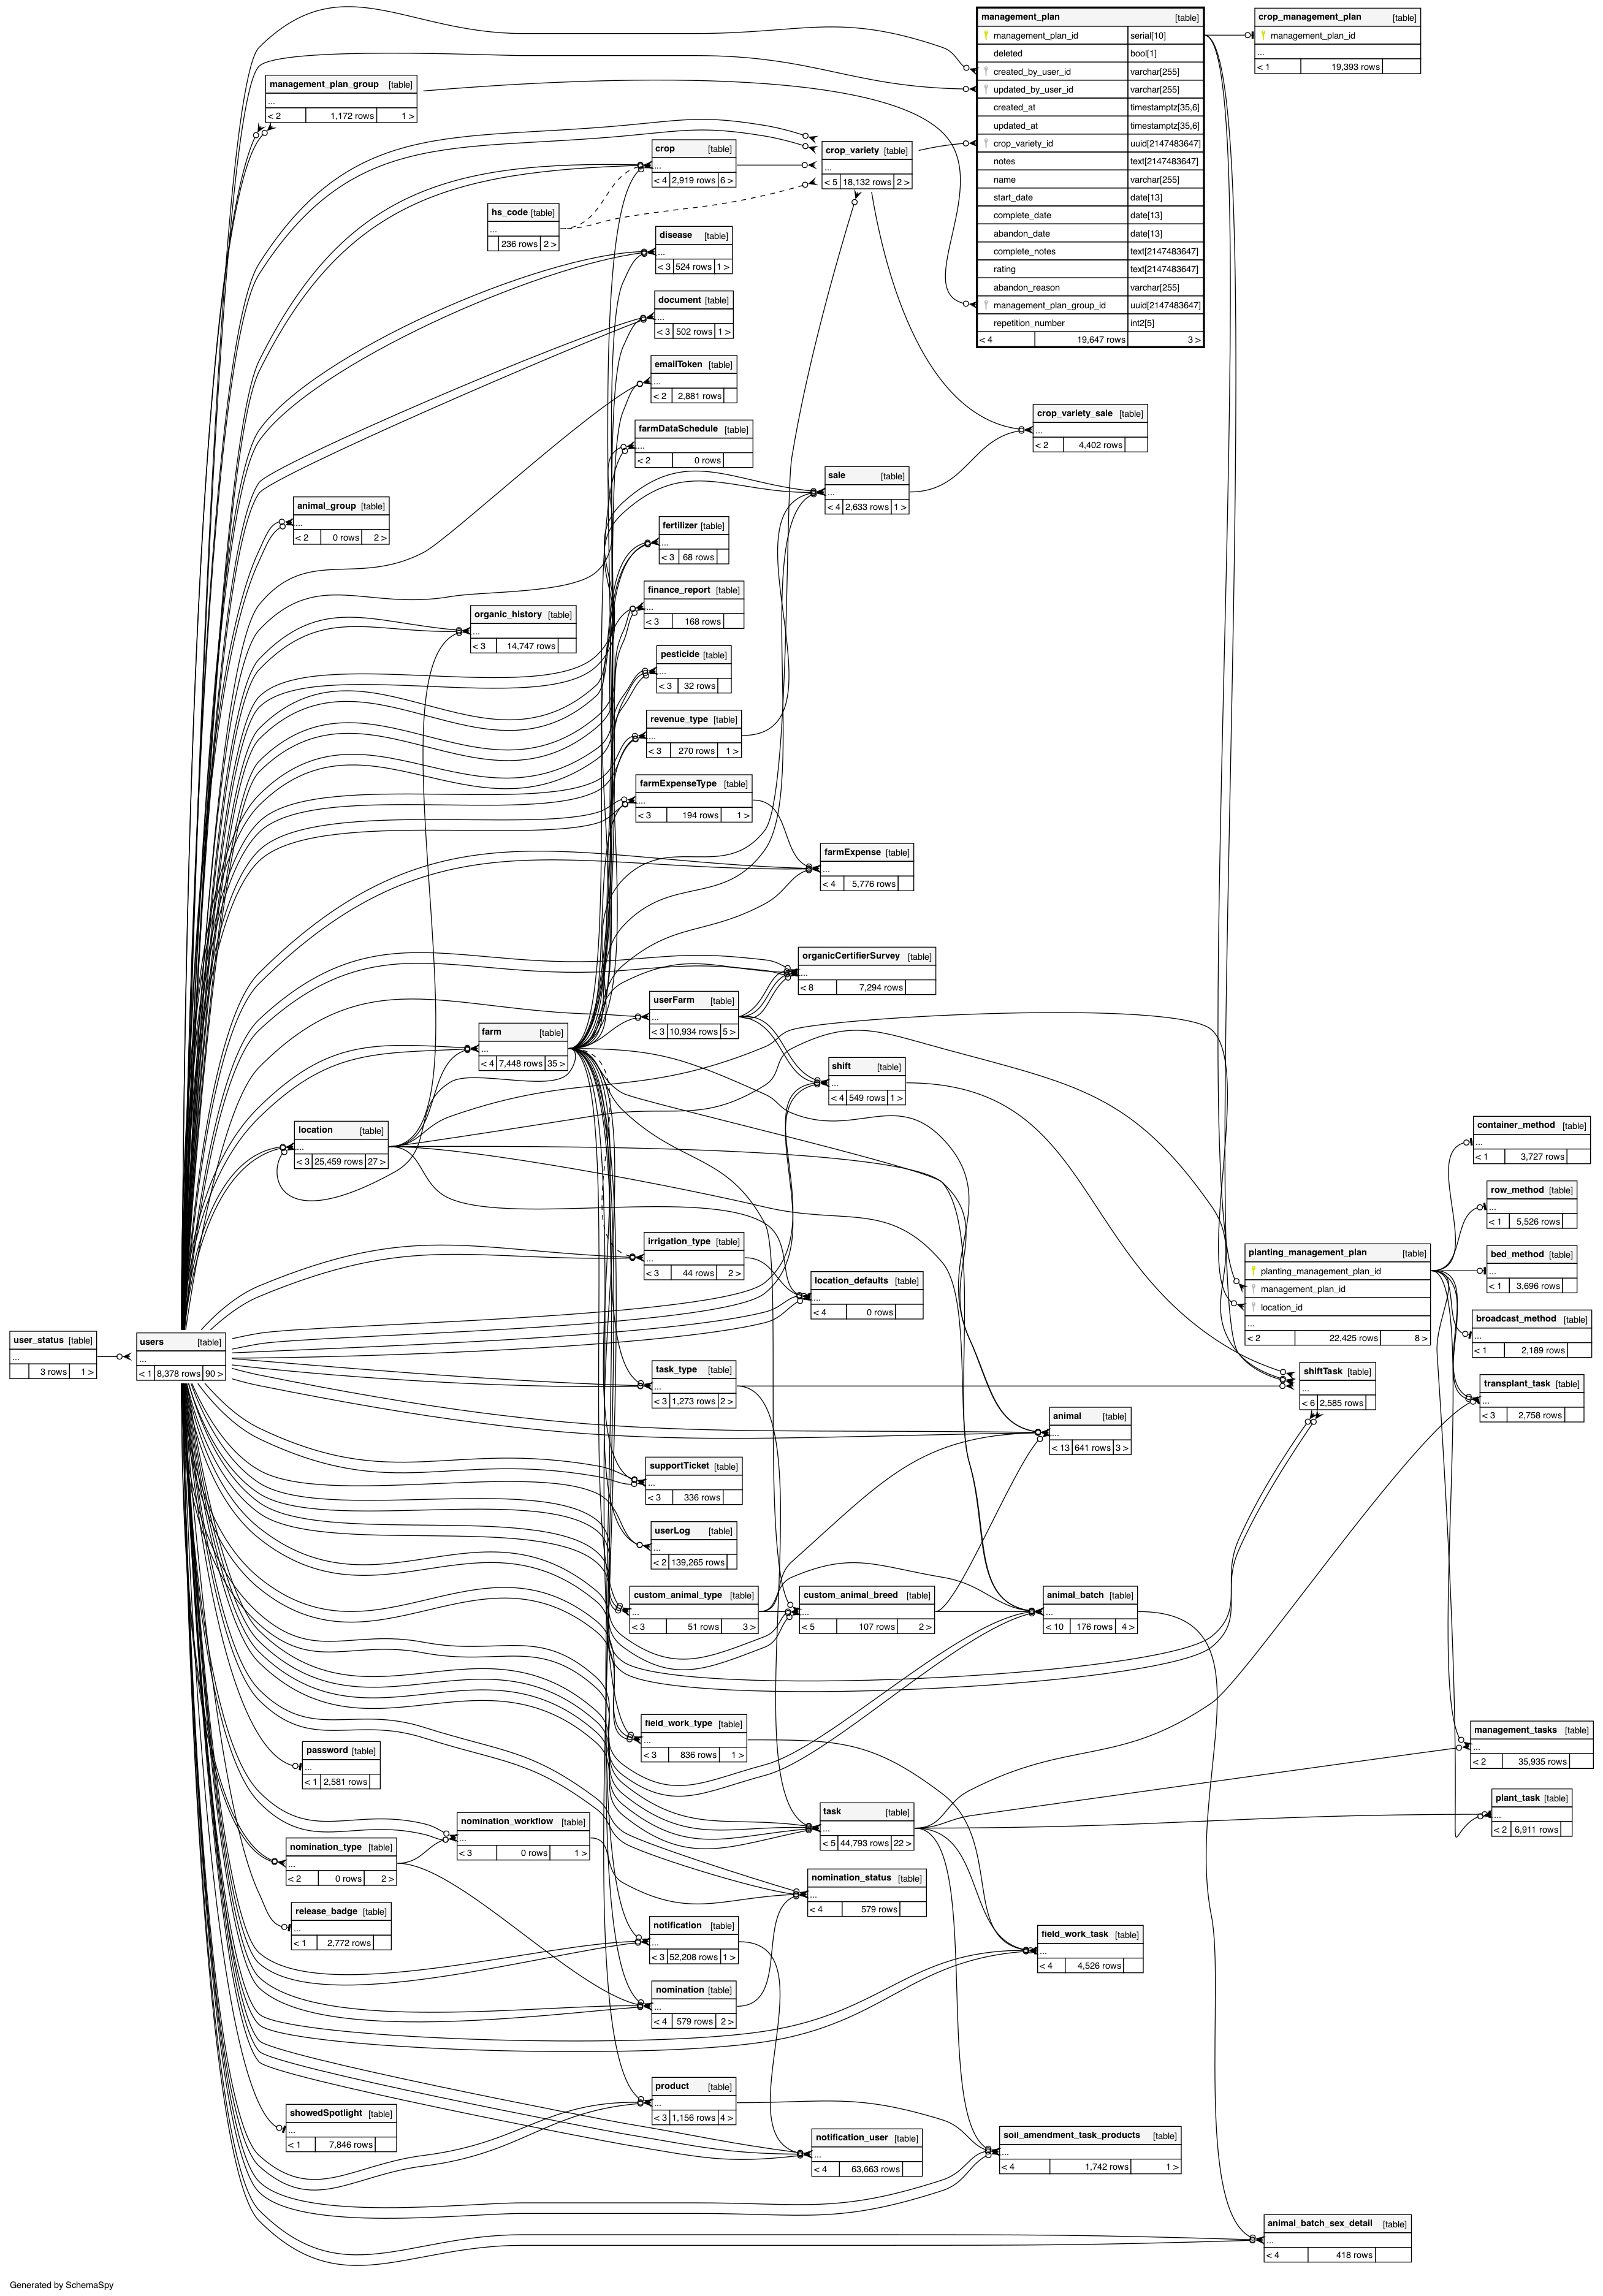 management_plan [table]
management_plan_id serial[10]
deleted bool[1]
created_by_user_id varchar[255]
updated_by_user_id varchar[255]
created_at timestamptz[35,6]
updated_at timestamptz[35,6]
crop_variety_id uuid[2147483647]
notes text[2147483647]
name varchar[255]
start_date date[13]
complete_date date[13]
abandon_date date[13]
complete_notes text[2147483647]
rating text[2147483647]
abandon_reason varchar[255]
management_plan_group_id uuid[2147483647]
repetition_number int2[5]
< 4 19,647 rows 3 >
crop_management_plan [table]
management_plan_id
...
< 1 19,393 rows
management_plan_group [table]
...
< 2 1,172 rows 1 >
crop [table]
...
< 4 2,919 rows 6 >
crop_variety [table]
...
< 5 18,132 rows 2 >
hs_code [table]
...
236 rows 2 >
disease [table]
...
< 3 524 rows 1 >
document [table]
...
< 3 502 rows 1 >
emailToken [table]
...
< 2 2,881 rows
farmDataSchedule [table]
...
< 2 0 rows
crop_variety_sale [table]
...
< 2 4,402 rows
sale [table]
...
< 4 2,633 rows 1 >
animal_group [table]
...
< 2 0 rows 2 >
fertilizer [table]
...
< 3 68 rows
finance_report [table]
...
< 3 168 rows
organic_history [table]
...
< 3 14,747 rows
pesticide [table]
...
< 3 32 rows
revenue_type [table]
...
< 3 270 rows 1 >
farmExpenseType [table]
...
< 3 194 rows 1 >
farmExpense [table]
...
< 4 5,776 rows
organicCertifierSurvey [table]
...
< 8 7,294 rows
userFarm [table]
...
< 3 10,934 rows 5 >
farm [table]
...
< 4 7,448 rows 35 >
shift [table]
...
< 4 549 rows 1 >
location [table]
...
< 3 25,459 rows 27 >
container_method [table]
...
< 1 3,727 rows
row_method [table]
...
< 1 5,526 rows
irrigation_type [table]
...
< 3 44 rows 2 >
planting_management_plan [table]
planting_management_plan_id
management_plan_id
location_id
...
< 2 22,425 rows 8 >
bed_method [table]
...
< 1 3,696 rows
location_defaults [table]
...
< 4 0 rows
broadcast_method [table]
...
< 1 2,189 rows
user_status [table]
...
3 rows 1 >
users [table]
...
< 1 8,378 rows 90 >
task_type [table]
...
< 3 1,273 rows 2 >
shiftTask [table]
...
< 6 2,585 rows
transplant_task [table]
...
< 3 2,758 rows
animal [table]
...
< 13 641 rows 3 >
supportTicket [table]
...
< 3 336 rows
userLog [table]
...
< 2 139,265 rows
custom_animal_type [table]
...
< 3 51 rows 3 >
custom_animal_breed [table]
...
< 5 107 rows 2 >
animal_batch [table]
...
< 10 176 rows 4 >
field_work_type [table]
...
< 3 836 rows 1 >
management_tasks [table]
...
< 2 35,935 rows
password [table]
...
< 1 2,581 rows
plant_task [table]
...
< 2 6,911 rows
task [table]
...
< 5 44,793 rows 22 >
nomination_workflow [table]
...
< 3 0 rows 1 >
nomination_type [table]
...
< 2 0 rows 2 >
nomination_status [table]
...
< 4 579 rows
release_badge [table]
...
< 1 2,772 rows
notification [table]
...
< 3 52,208 rows 1 >
field_work_task [table]
...
< 4 4,526 rows
nomination [table]
...
< 4 579 rows 2 >
product [table]
...
< 3 1,156 rows 4 >
showedSpotlight [table]
...
< 1 7,846 rows
notification_user [table]
...
< 4 63,663 rows
soil_amendment_task_products [table]
...
< 4 1,742 rows 1 >
animal_batch_sex_detail [table]
...
< 4 418 rows
Generated by SchemaSpy